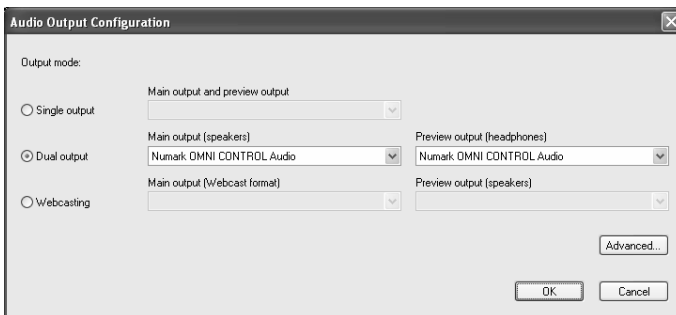 Audio Output Configuration
Output mode:
Main output and preview output
Single output
Main output (speakers)
Preview output (headphones)
Dual output
Numark OMNI CONTROL Audio
Numark OMNI CONTROL Audio
Main output (Webcast format)
Preview output (speakers)
Webcasting
Advanced...
OK
Cancel